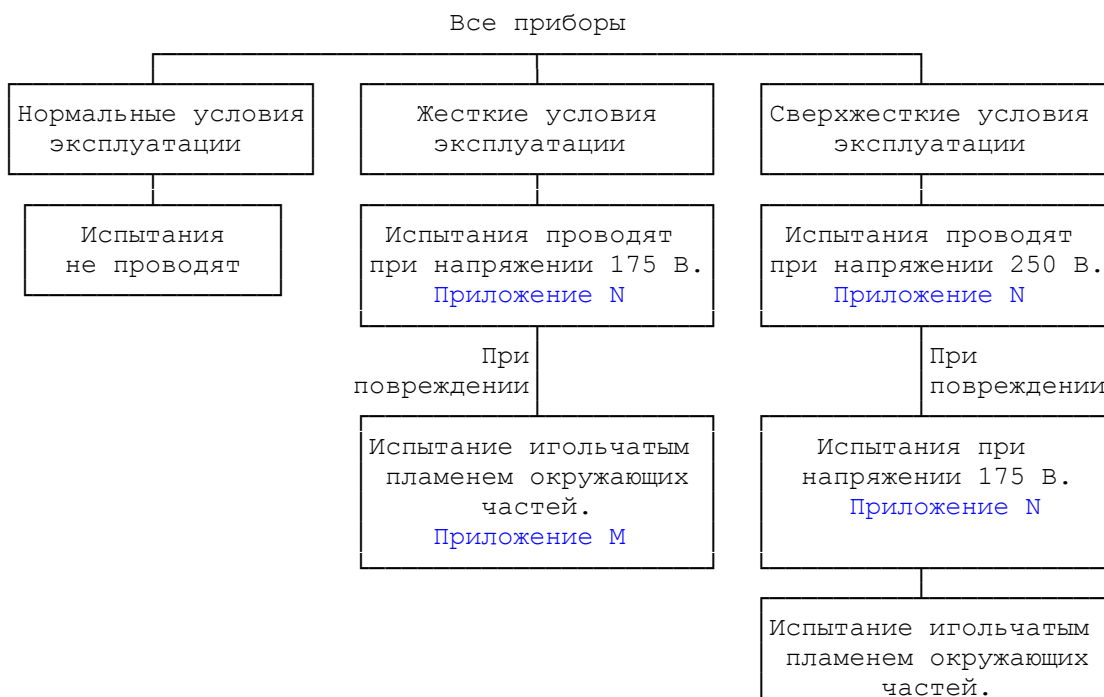 Все приборы
Нормальные условия
эксплуатации
Жесткие условия
эксплуатации
Сверхжесткие условия
эксплуатации
Испытания
не проводят
Испытания проводят
при напряжении 175 В.
Приложение N
Испытания проводят
при напряжении 250 В.
Приложение N
При
повреждении
При
повреждении
Испытание игольчатым
пламенем окружающих
частей.
Приложение M
Испытания при
напряжении 175 В.
Приложение N
Испытание игольчатым
пламенем окружающих
частей.